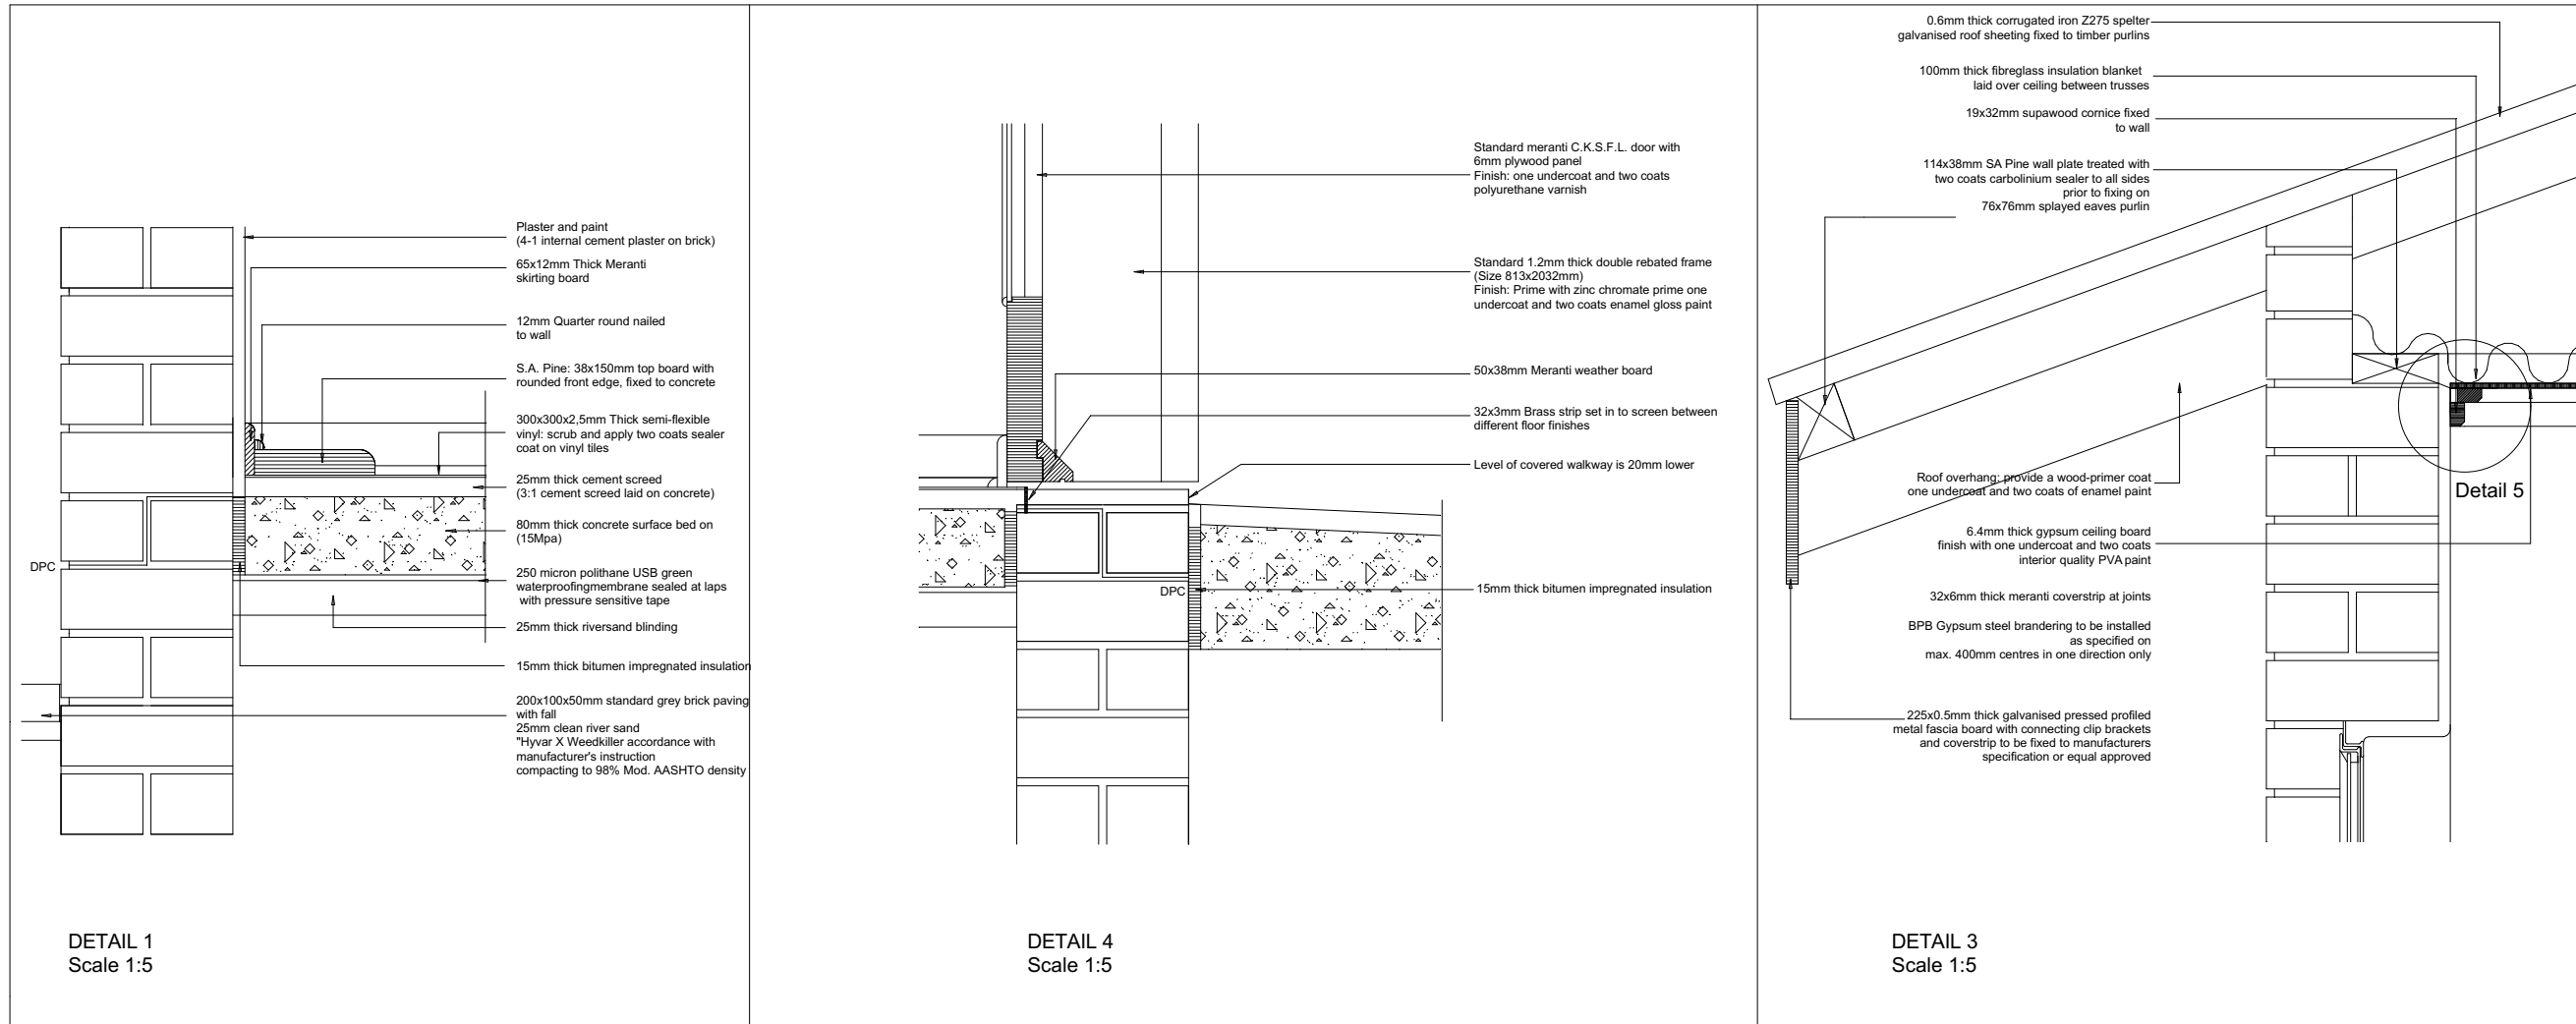 Plaster and paint
(4-1 internal cement plaster on brick)
65x12mm Thick Meranti
skirting board
12mm Quarter round nailed
to wall
S.A. Pine: 38x150mm top board with
rounded front edge, fixed to concrete
300x300x2,5mm Thick semi-flexible
vinyl: scrub and apply two coats sealer
coat on vinyl tiles
25mm thick cement screed
(3:1 cement screed laid on concrete)
80mm thick concrete surface bed on
(15Mpa)
DPC
250 micron polithane USB green
waterproofingmembrane sealed at laps
with pressure sensitive tape
25mm thick riversand blinding
15mm thick bitumen impregnated insulation
200x100x50mm standard grey brick paving
with fall
25mm clean river sand
"Hyvar X Weedkiller accordance with
manufacturer's instruction
compacting to 98% Mod. AASHTO density
DETAIL 1
Scale 1:5
Standard meranti C.K.S.F.L. door with
6mm plywood panel
Finish: one undercoat and two coats
polyurethane varnish
Standard 1.2mm thick double rebated frame
(Size 813x2032mm)
Finish: Prime with zinc chromate prime one
undercoat and two coats enamel gloss paint
50x38mm Meranti weather board
32x3mm Brass strip set in to screen between
different floor finishes
Level of covered walkway is 20mm lower
DPC
15mm thick bitumen impregnated insulation
DETAIL 4
Scale 1:5
0.6mm thick corrugated iron Z275 spelter
galvanised roof sheeting fixed to timber purlins
100mm thick fibreglass insulation blanket
laid over ceiling between trusses
19x32mm supawood cornice fixed
to wall
114x38mm SA Pine wall plate treated with
two coats carbolinium sealer to all sides
prior to fixing on
76x76mm splayed eaves purlin
Roof overhang: provide a wood-primer coat
one undercoat and two coats of enamel paint
Detail 5
6.4mm thick gypsum ceiling board
finish with one undercoat and two coats
interior quality PVA paint
32x6mm thick meranti coverstrip at joints
BPB Gypsum steel brandering to be installed
as specified on
max. 400mm centres in one direction only
225x0.5mm thick galvanised pressed profiled
metal fascia board with connecting clip brackets
and coverstrip to be fixed to manufacturers
specification or equal approved
DETAIL 3
Scale 1:5